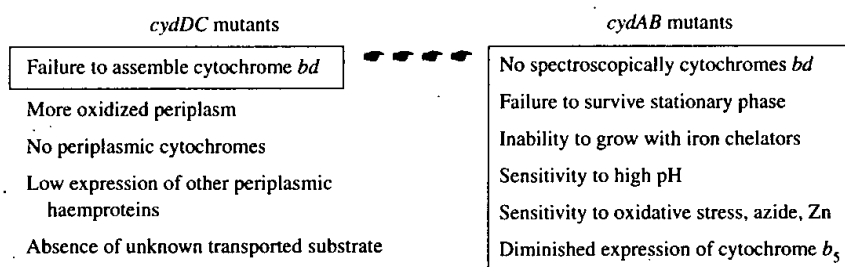 cydDC mutants
Failure to assemble cytochrome bd
More oxidized periplasm
No periplasmic cytochromes
Low expression of other periplasmic
haemproteins
Absence of unknown transported substrate
cydAB mutants
No spectroscopically cytochromes bd
Failure to survive stationary phase
Inability to grow with iron chelators
Sensitivity to high pH
Sensitivity to oxidative stress, azide, Zn
Diminished expression of cytochrome b5